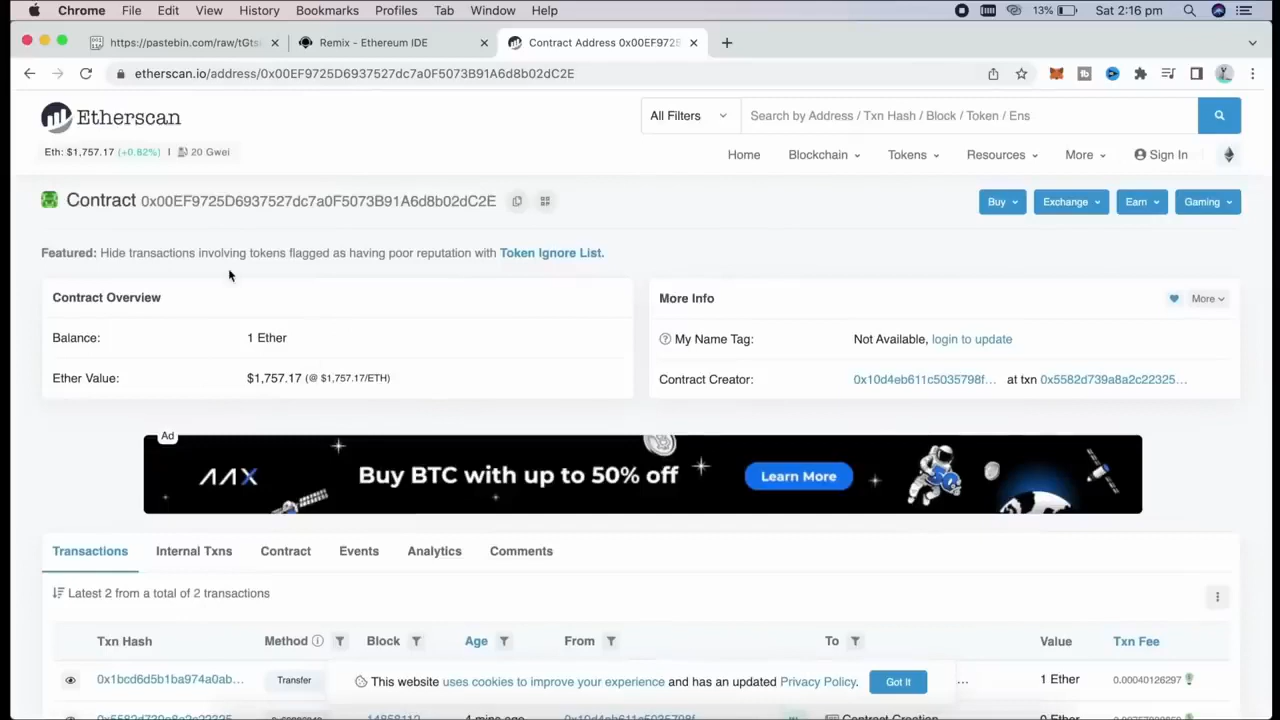 Chrome File Edit View History Bookmarks Profiles Tab Window Help 13% Sat 2:16 pm
https://pastebin.com/raw/tGts Remix - Ethereum IDE Contract Address 0x00EF9725
etherscan.io/address/0x00EF9725D6937527dc7a0F5073B91A6d8b02dC2E
Etherscan
All Filters Search by Address / Txn Hash / Block / Token / Ens
Eth: $1,757.17 (+0.82%) | 20 Gwei
Home Blockchain Tokens Resources More Sign In
Contract 0x00EF9725D6937527dc7a0F5073B91A6d8b02dC2E
Buy Exchange Earn Gaming
Featured: Hide transactions involving tokens flagged as having poor reputation with Token Ignore List.
Contract Overview
Balance: 1 Ether
Ether Value: $1,757.17 (@ $1,757.17/ETH)
More Info More
My Name Tag: Not Available, login to update
Contract Creator: 0x10d4eb611c5035798f... at txn 0x5582d739a8a2c22325...
Ad
AAX Buy BTC with up to 50% off Learn More
Transactions Internal Txns Contract Events Analytics Comments
Latest 2 from a total of 2 transactions
Txn Hash Method Block Age From To Value Txn Fee
0x1bcd6d5b1ba974a0ab... Transfer ... 1 Ether 0.00040126297
This website uses cookies to improve your experience and has an updated Privacy Policy. Got It
0x5582d739a8a2c22325... 4 mins ago 0x10d4eb611c5035798f... Contract Creation 0 Ether